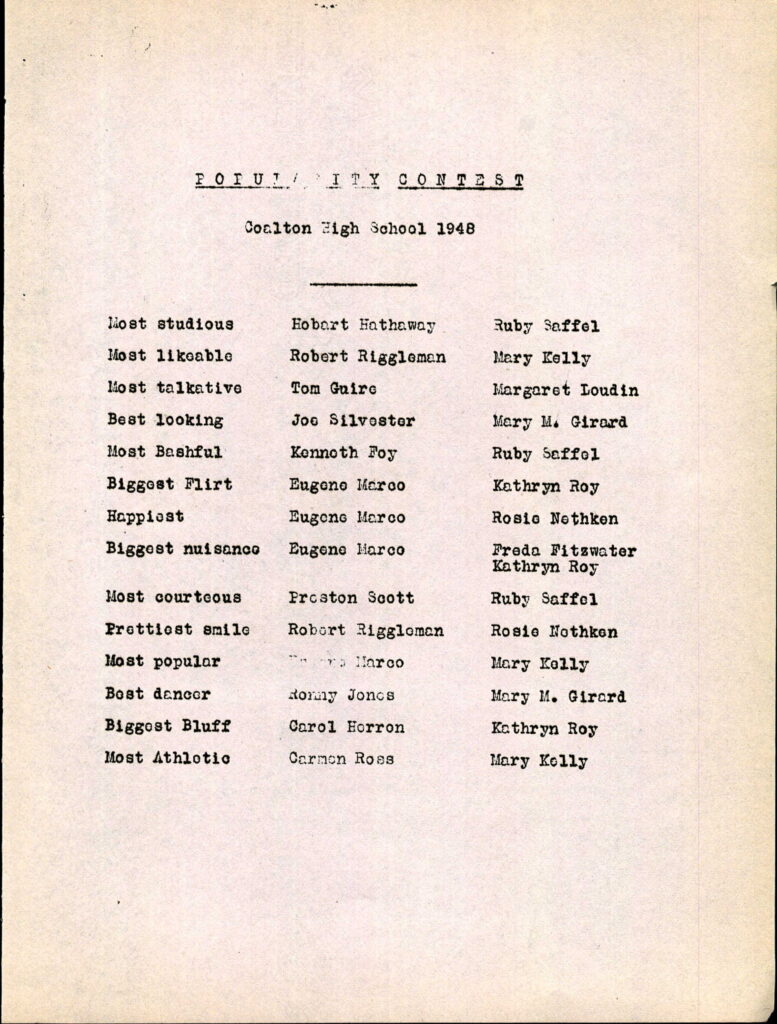 POPULARITY CONTEST
Coalton High School 1948
Most studious Hobart Hathaway Ruby Saffel
Most likeable Robert Riggleman Mary Kelly
Most talkative Tom Guire Margaret Loudin
Best looking Joe Silvester Mary M. Girard
Most Bashful Kenneth Foy Ruby Saffel
Biggest Flirt Eugene Marco Kathryn Roy
Happiest Eugene Marco Rosie Nethken
Biggest nuisance Eugene Marco Freda Fitzwater
Kathryn Roy
Most courteous Preston Scott Ruby Saffel
Prettiest smile Robert Riggleman Rosie Nethken
Most popular Marco Mary Kelly
Best dancer Ronny Jones Mary M. Girard
Biggest Bluff Carol Herron Kathryn Roy
Most Athletic Carmen Ross Mary Kelly